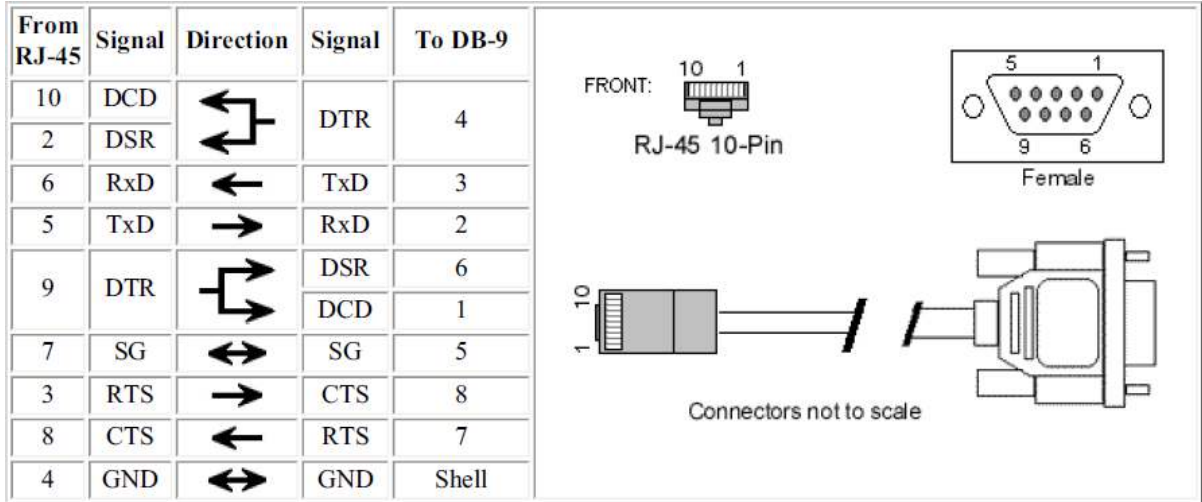 From RJ-45 Signal Direction Signal To DB-9
10 DCD DTR 4
2 DSR
6 RxD TxD 3
5 TxD RxD 2
9 DTR DSR 6
DCD 1
7 SG SG 5
3 RTS CTS 8
8 CTS RTS 7
4 GND GND Shell
FRONT:
10 1
RJ-45 10-Pin
5 1
9 6
Female
10
1
Connectors not to scale